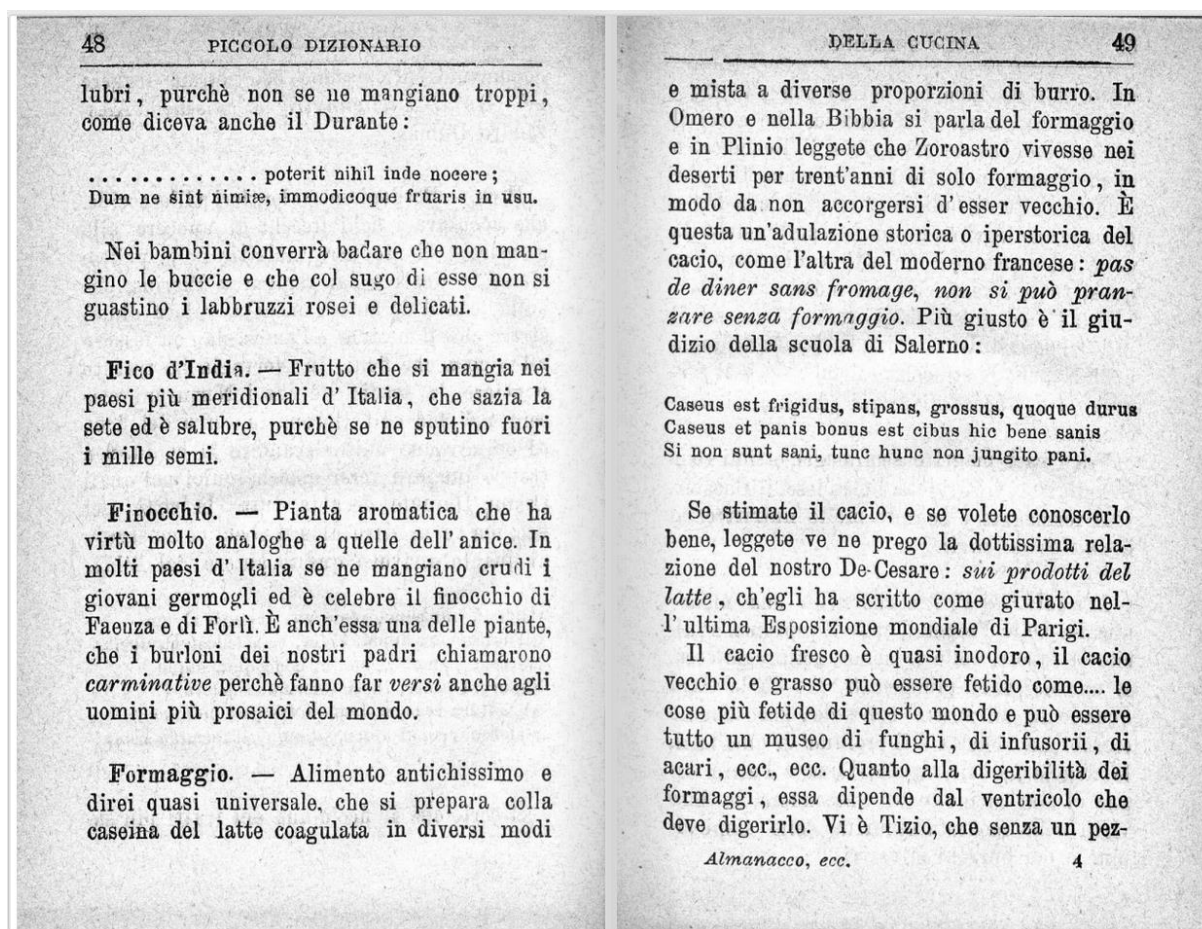 48 PICCOLO DIZIONARIO
lubri, purchè non se ne mangiano troppi,
come diceva anche il Durante:
. . . . . . . . . . . . . poterit nihil inde nocere;
Dum ne sint nimiæ, immodicoque fruaris in usu.
Nei bambini converrà badare che non man-
gino le buccie e che col sugo di esse non si
guastino i labbruzzi rosei e delicati.
Fico d'India. — Frutto che si mangia nei
paesi più meridionali d' Italia, che sazia la
sete ed è salubre, purchè se ne sputino fuori
i mille semi.
Finocchio. — Pianta aromatica che ha
virtù molto analoghe a quelle dell' anice. In
molti paesi d' Italia se ne mangiano crudi i
giovani germogli ed è celebre il finocchio di
Faenza e di Forlì. È anch'essa una delle piante,
che i burloni dei nostri padri chiamarono
carminative perchè fanno far versi anche agli
uomini più prosaici del mondo.
Formaggio. — Alimento antichissimo e
direi quasi universale, che si prepara colla
caseina del latte coagulata in diversi modi
DELLA CUCINA 49
e mista a diverse proporzioni di burro. In
Omero e nella Bibbia si parla del formaggio
e in Plinio leggete che Zoroastro vivesse nei
deserti per trent'anni di solo formaggio, in
modo da non accorgersi d' esser vecchio. È
questa un'adulazione storica o iperstorica del
cacio, come l'altra del moderno francese: pas
de diner sans fromage, non si può pran-
zare senza formaggio. Più giusto è il giu-
dizio della scuola di Salerno:
Caseus est frigidus, stipans, grossus, quoque durus
Caseus et panis bonus est cibus hic bene sanis
Si non sunt sani, tunc hunc non jungito pani.
Se stimate il cacio, e se volete conoscerlo
bene, leggete ve ne prego la dottissima rela-
zione del nostro De-Cesare: sui prodotti del
latte, ch'egli ha scritto come giurato nel-
l' ultima Esposizione mondiale di Parigi.
Il cacio fresco è quasi inodoro, il cacio
vecchio e grasso può essere fetido come.... le
cose più fetide di questo mondo e può essere
tutto un museo di funghi, di infusorii, di
acari, ecc., ecc. Quanto alla digeribilità dei
formaggi, essa dipende dal ventricolo che
deve digerirlo. Vi è Tizio, che senza un pez-
Almanacco, ecc. 4